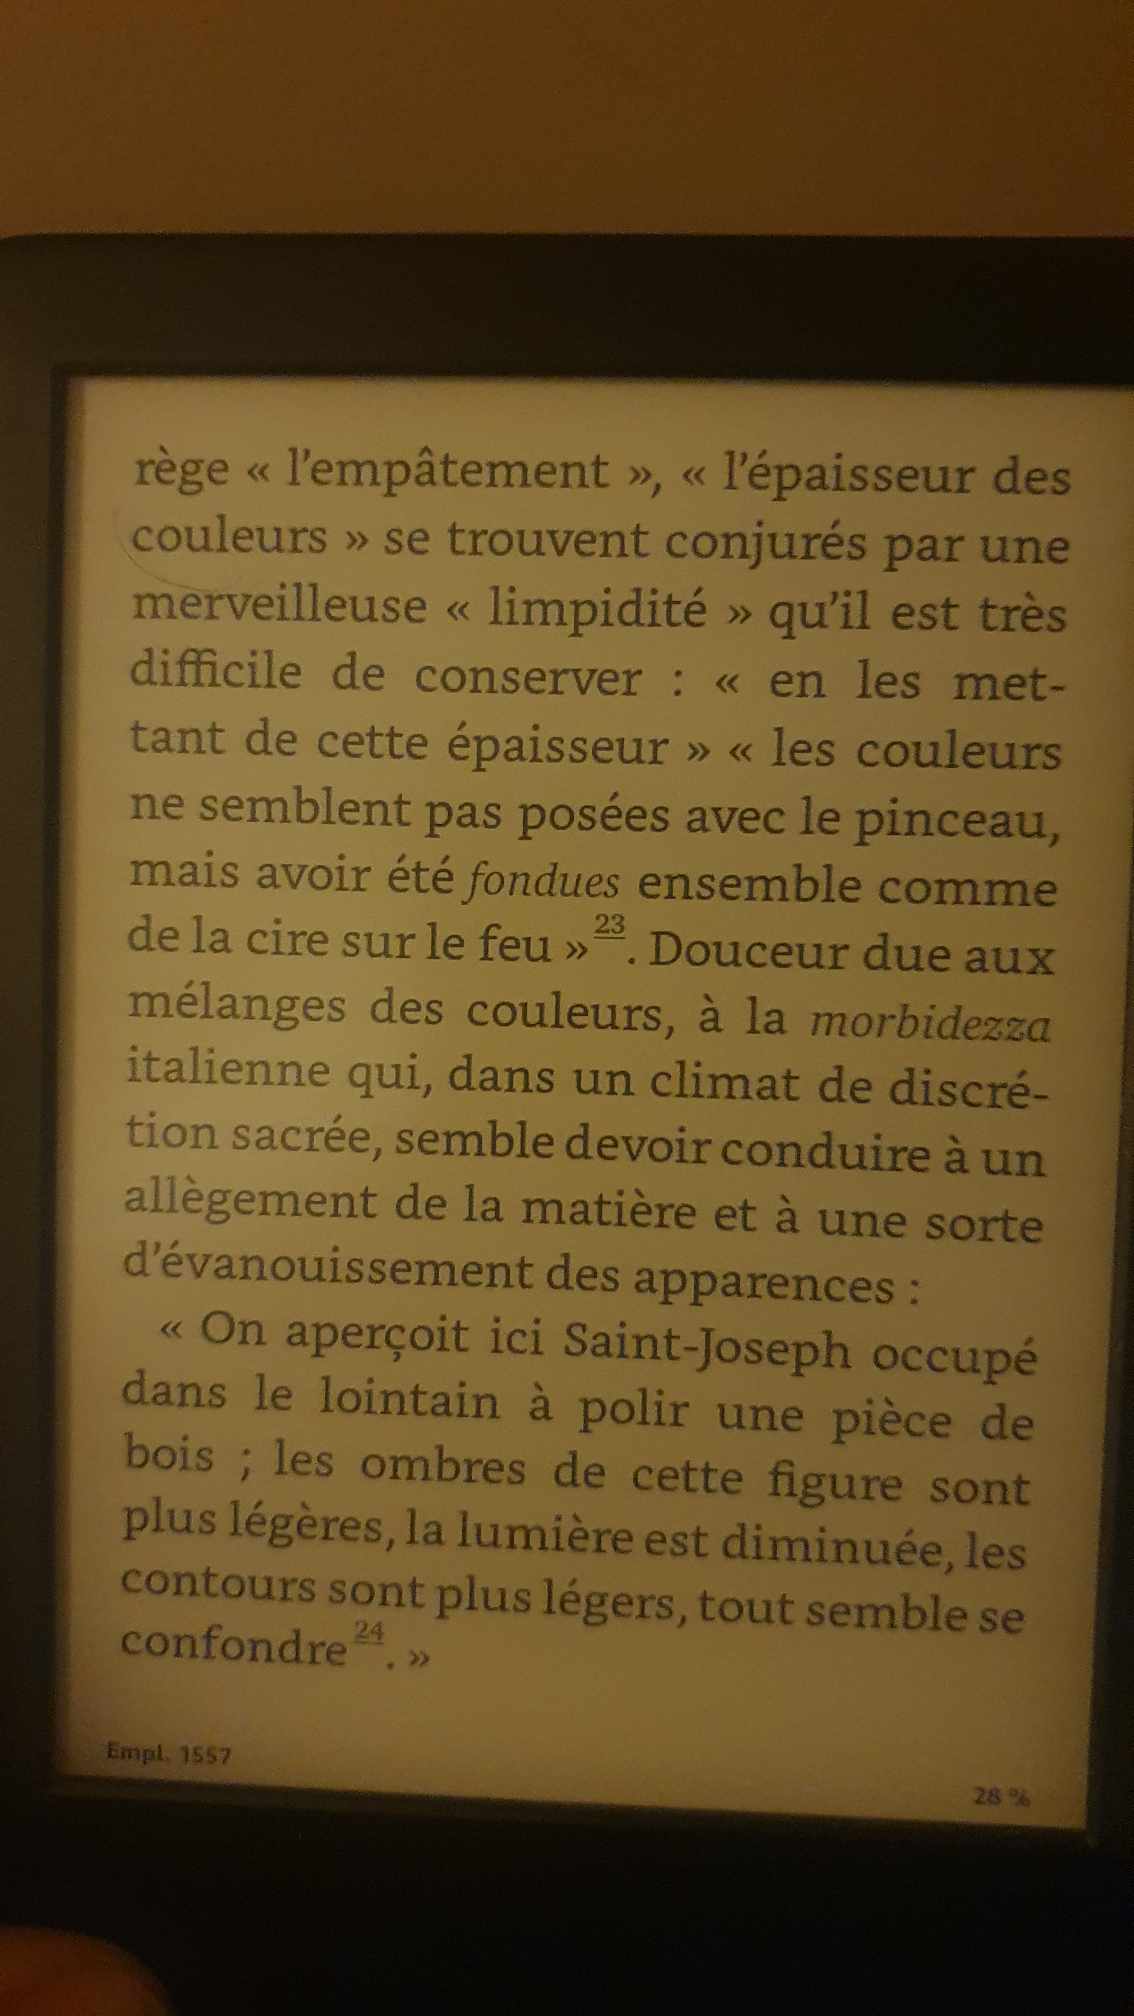 rège « l'empâtement », « l'épaisseur des
couleurs » se trouvent conjurés par une
merveilleuse « limpidité » qu'il est très
difficile de conserver : « en les met-
tant de cette épaisseur » « les couleurs
ne semblent pas posées avec le pinceau,
mais avoir été fondues ensemble comme
de la cire sur le feu »23. Douceur due aux
mélanges des couleurs, à la morbidezza
italienne qui, dans un climat de discré-
tion sacrée, semble devoir conduire à un
allègement de la matière et à une sorte
d'évanouissement des apparences :
« On aperçoit ici Saint-Joseph occupé
dans le lointain à polir une pièce de
bois ; les ombres de cette figure sont
plus légères, la lumière est diminuée, les
contours sont plus légers, tout semble se
confondre24. »
Empl. 1557
28 %